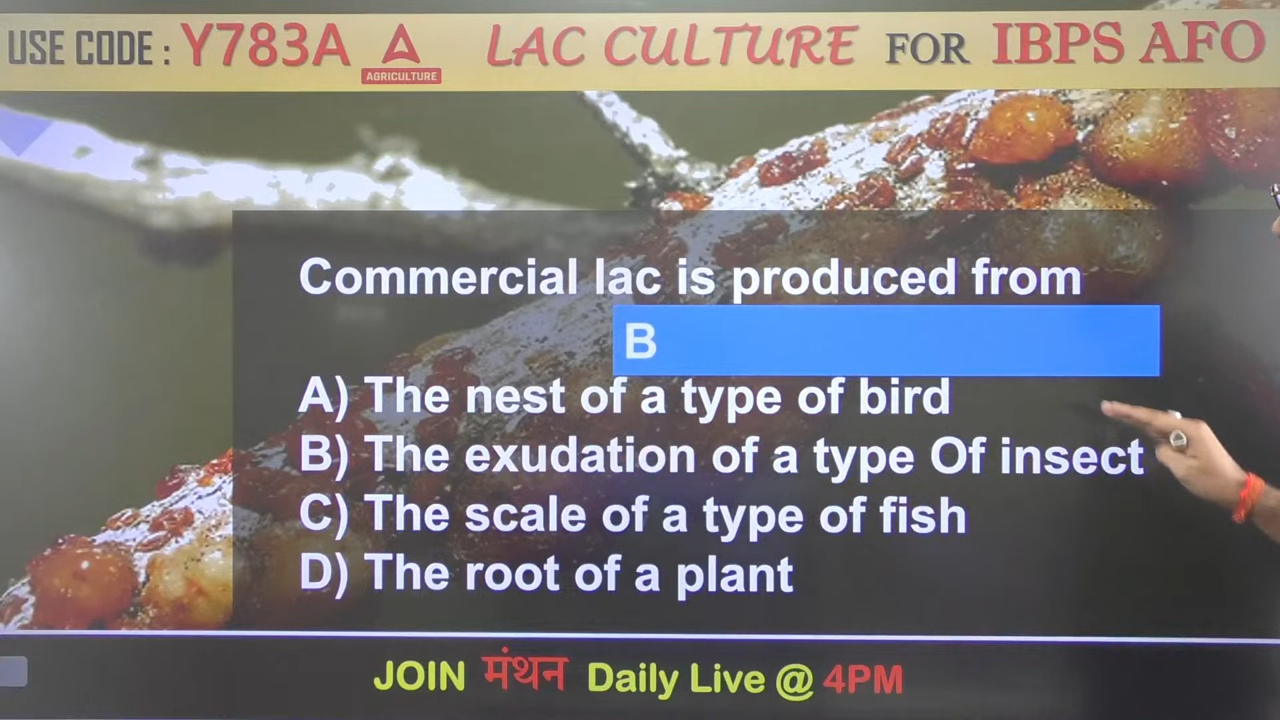 USE CODE : Y783A AGRICULTURE LAC CULTURE FOR IBPS AFO
Commercial lac is produced from
B
A) The nest of a type of bird
B) The exudation of a type Of insect
C) The scale of a type of fish
D) The root of a plant
JOIN मंथन Daily Live @ 4PM